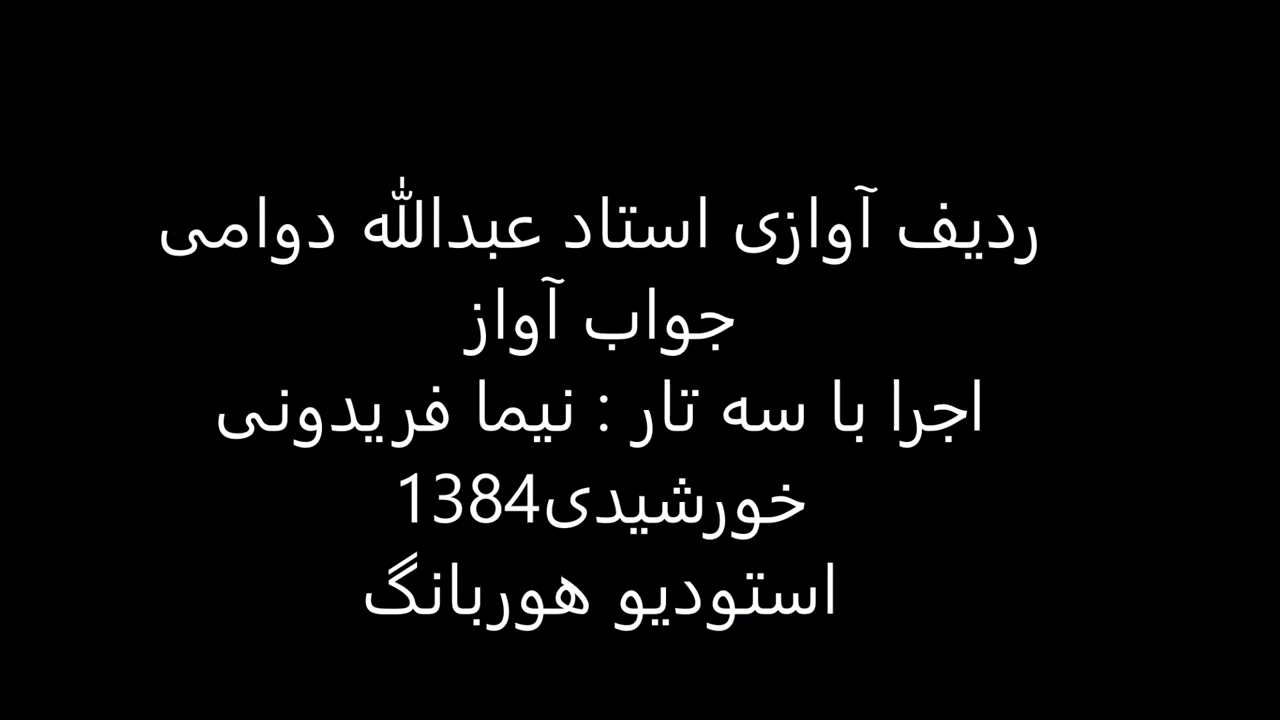 ردیف آوازی استاد عبدالله دوامی
جواب آواز
اجرا با سه تار : نیما فریدونی
خورشیدی1384
استودیو هوربانگ